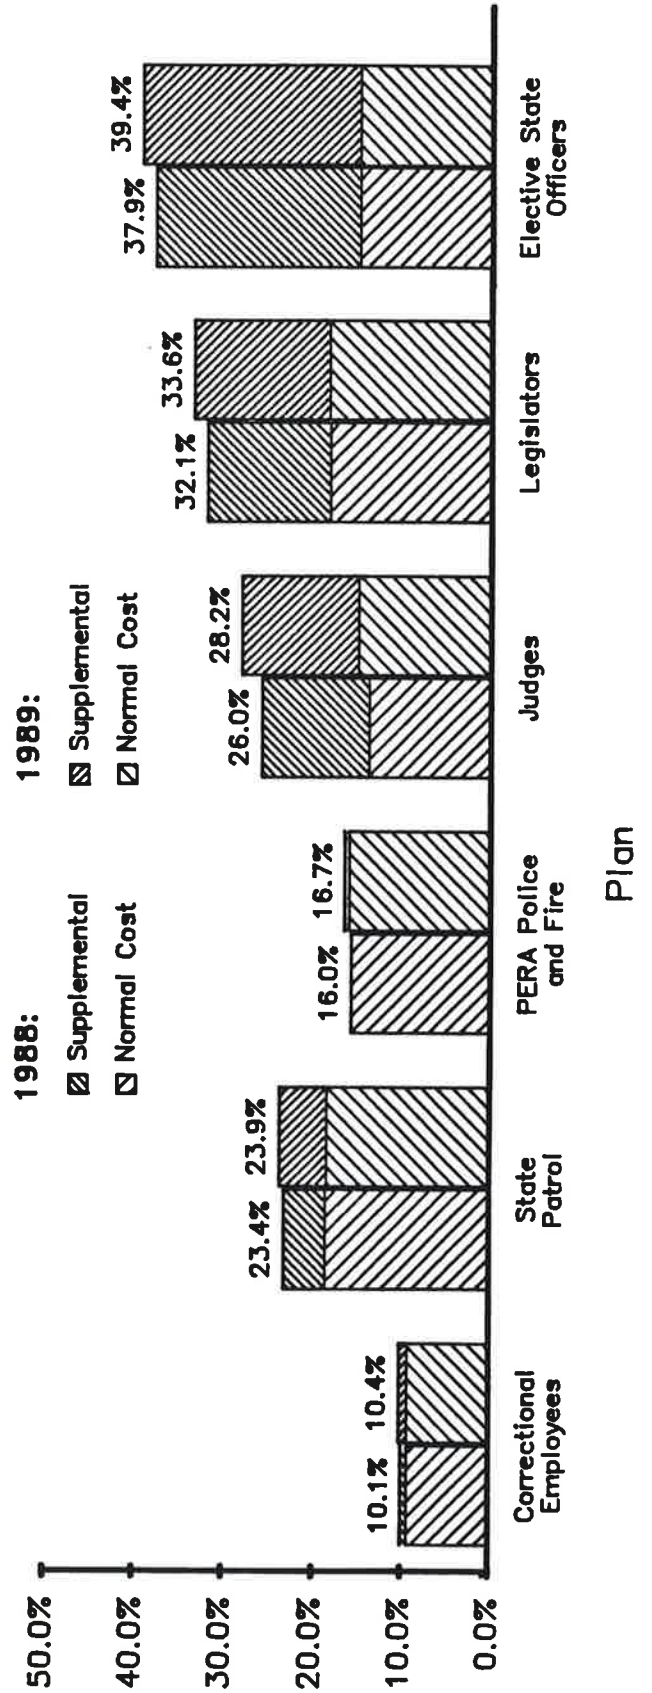 1988:
Supplemental
Normal Cost
1989:
Supplemental
Normal Cost
50.0%
40.0%
30.0%
20.0%
10.0%
0.0%
10.1%
10.4%
23.4%
23.9%
16.0%
16.7%
26.0%
28.2%
32.1%
33.6%
37.9%
39.4%
Correctional
Employees
State
Patrol
PERA Police
and Fire
Judges
Legislators
Elective State
Officers
Plan